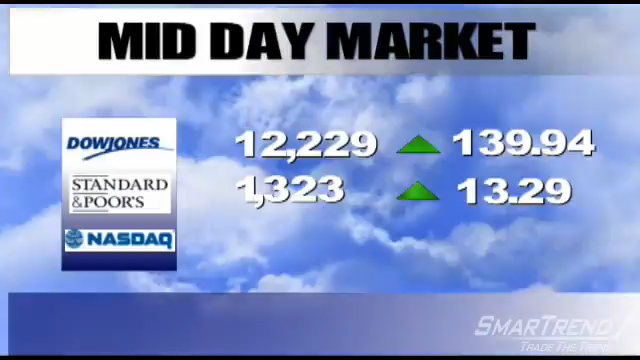 MID DAY MARKET
DOWJONES 12,229 139.94
STANDARD & POOR'S 1,323 13.29
NASDAQ
SMARTREND
TRADE THE TREND